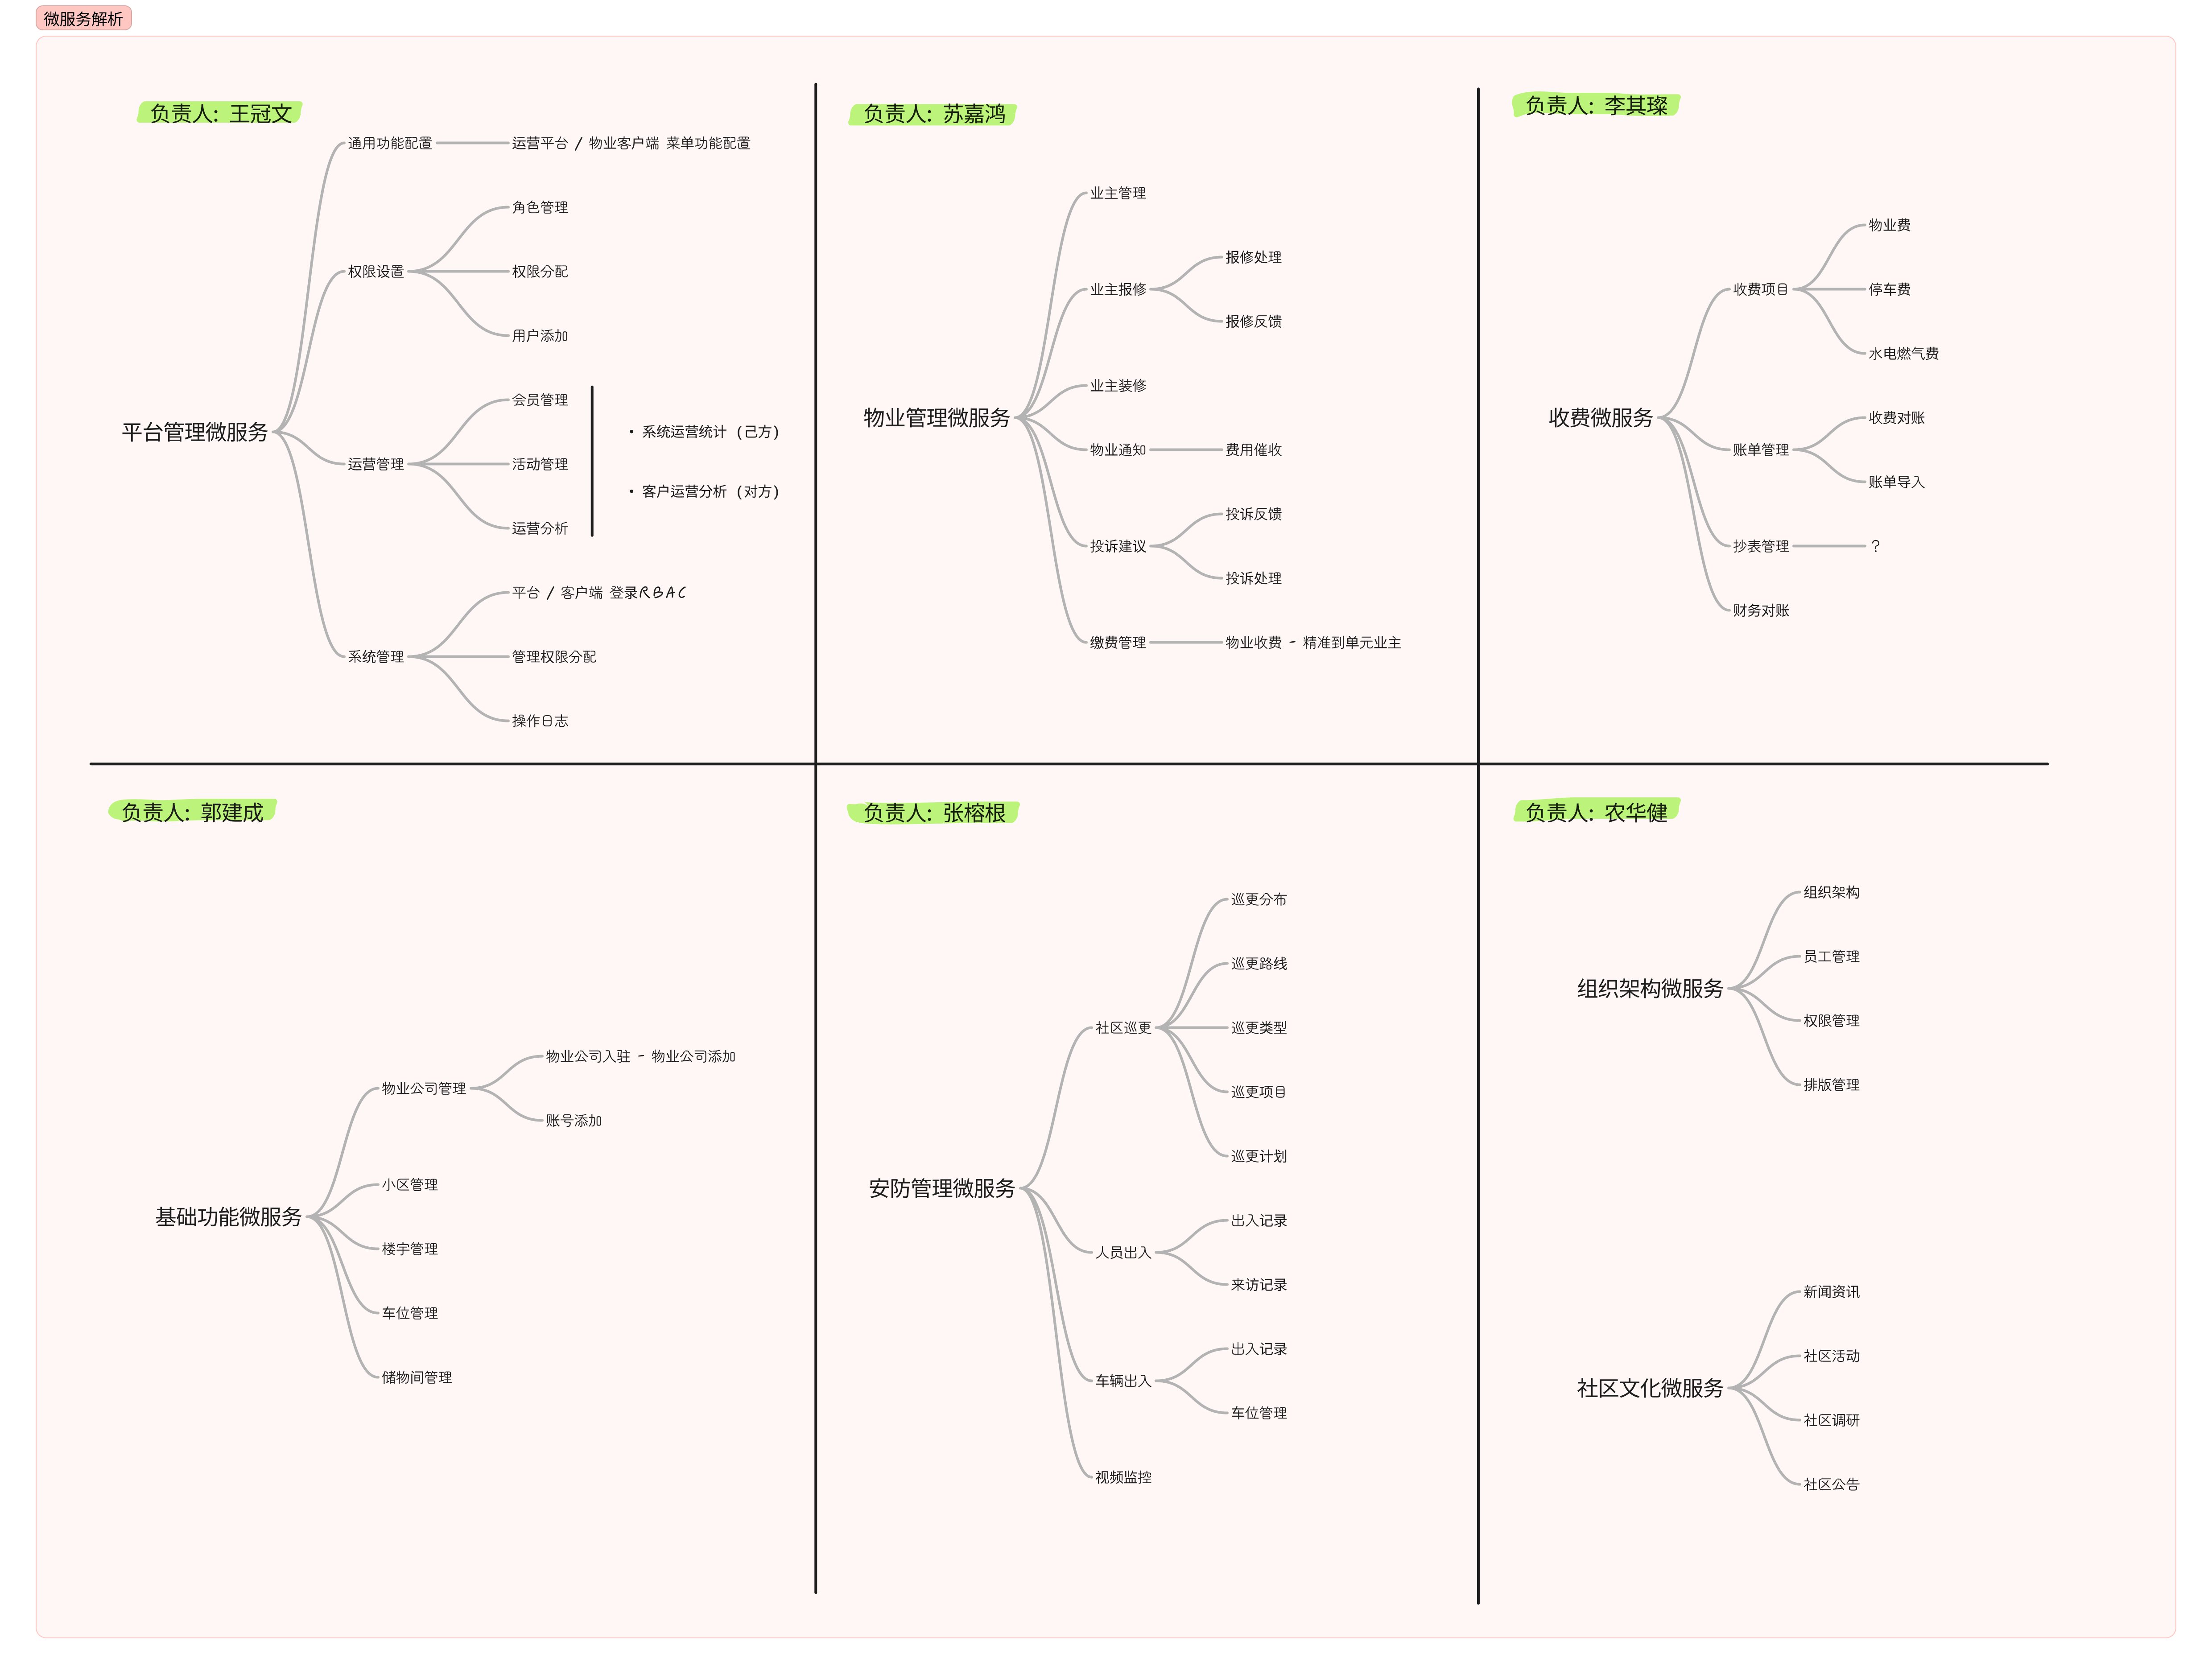 微服务解析
负责人：王冠文
通用功能配置
运营平台 / 物业客户端 菜单功能配置
角色管理
权限设置
权限分配
用户添加
会员管理
平台管理微服务
• 系统运营统计（己方）
运营管理
活动管理
• 客户运营分析（对方）
运营分析
平台 / 客户端 登录RBAC
系统管理
管理权限分配
操作日志
负责人：苏嘉鸿
业主管理
报修处理
业主报修
报修反馈
业主装修
物业管理微服务
物业通知
费用催收
投诉反馈
投诉建议
投诉处理
缴费管理
物业收费 - 精准到单元业主
负责人：李其璨
物业费
收费项目
停车费
水电燃气费
收费微服务
收费对账
账单管理
账单导入
抄表管理
？
财务对账
负责人：郭建成
物业公司入驻 - 物业公司添加
物业公司管理
账号添加
小区管理
基础功能微服务
楼宇管理
车位管理
储物间管理
负责人：张榕根
巡更分布
巡更路线
社区巡更
巡更类型
巡更项目
巡更计划
安防管理微服务
出入记录
人员出入
来访记录
出入记录
车辆出入
车位管理
视频监控
负责人：农华健
组织架构
员工管理
组织架构微服务
权限管理
排版管理
新闻资讯
社区活动
社区文化微服务
社区调研
社区公告